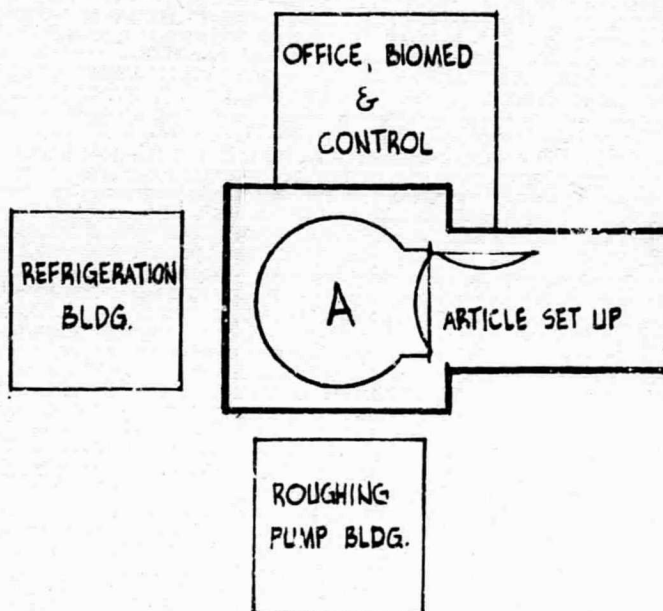 OFFICE, BIOMED
&
CONTROL
REFRIGERATION
BLDG.
A
ARTICLE SET UP
ROUGHING
PUMP BLDG.